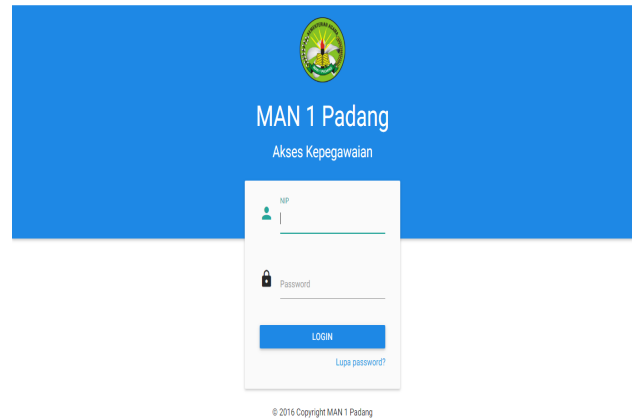 MAN 1 Padang
Akses Kepegawaian
NIP
Password
LOGIN
Lupa password?
© 2016 Copyright MAN 1 Padang